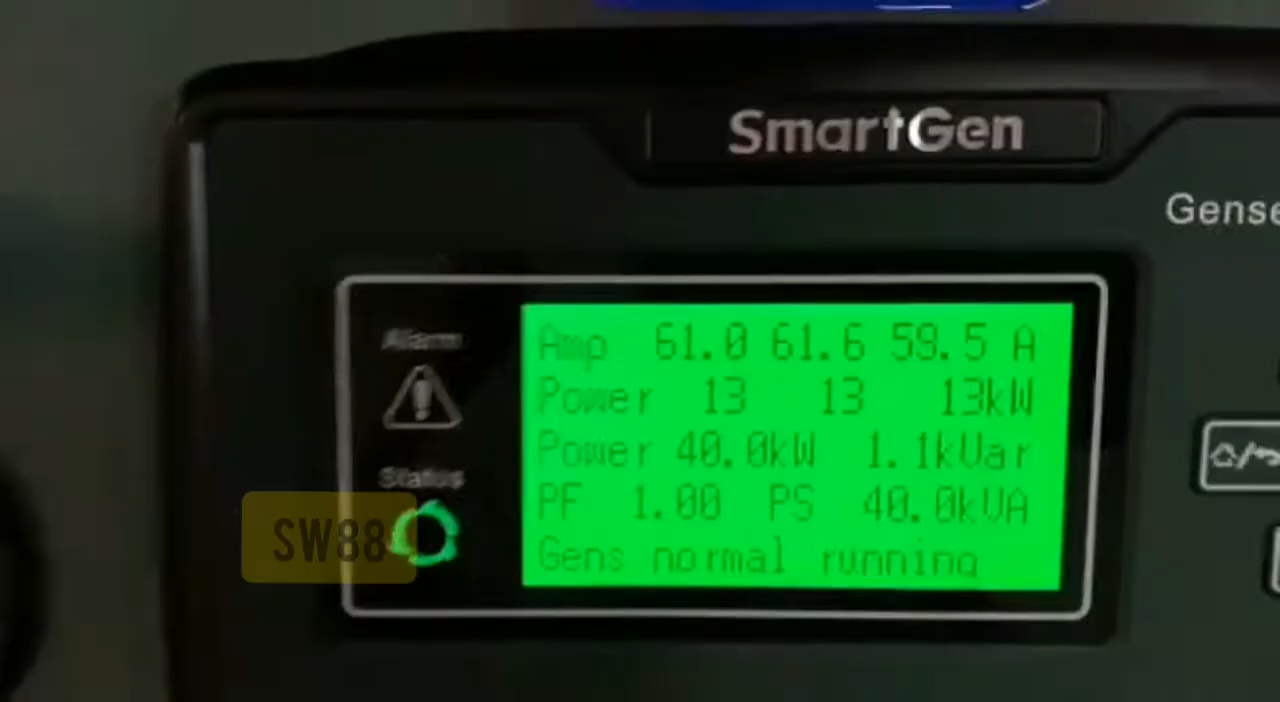 SmartGen
Gense
Alarm
Amp 61.0 61.6 59.5 A
Power 13 13 13kW
Power 40.0kW 1.1kVar
PF 1.00 PS 40.0kVA
Gens normal running
Status
SW88